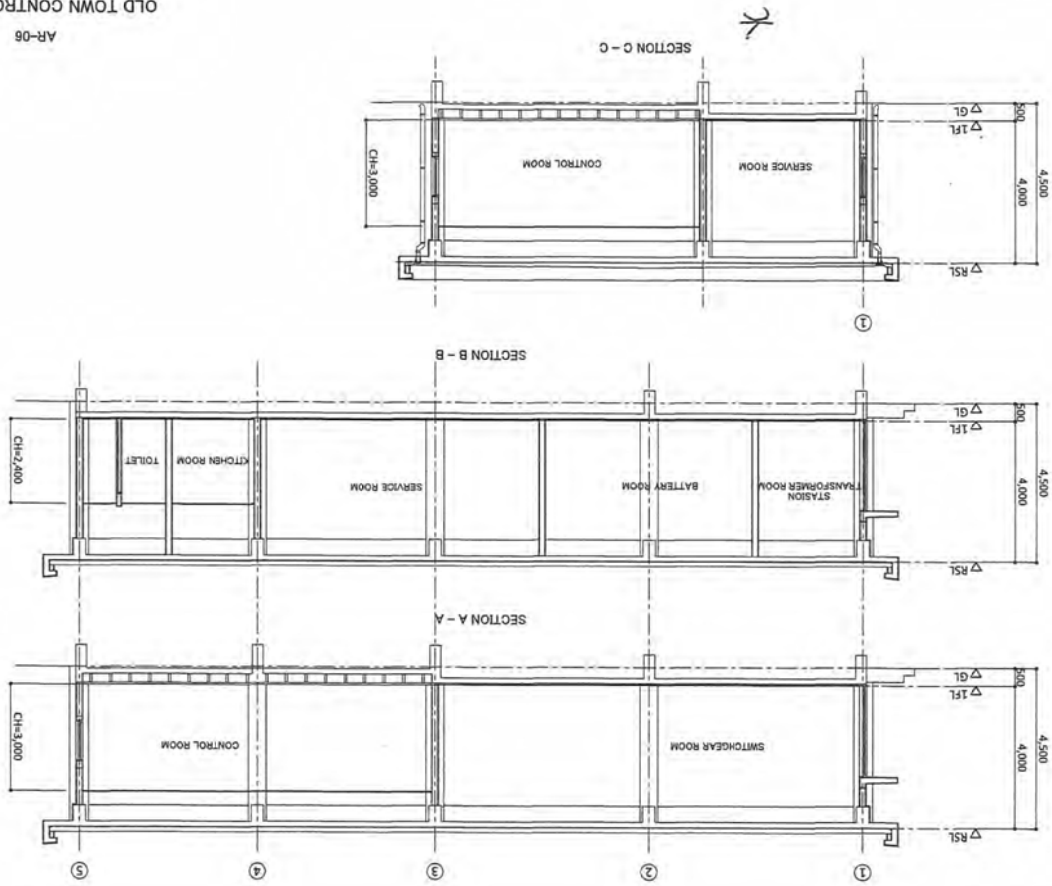 ① ② ③ ④ ⑤
▽ RSL
4,500
4,000
SWITCHGEAR ROOM
CONTROL ROOM
CH=3,000
▽ 1FL
500
▽ GL
SECTION A – A
▽ RSL
4,500
4,000
STASION
TRANSFORMER ROOM
BATTERY ROOM
SERVICE ROOM
KITCHEN ROOM
TOILET
CH=2,400
▽ 1FL
500
▽ GL
SECTION B – B
①
▽ RSL
4,500
4,000
SERVICE ROOM
CONTROL ROOM
CH=3,000
▽ 1FL
500
▽ GL
SECTION C – C
AR-06
OLD TOWN CONTRO